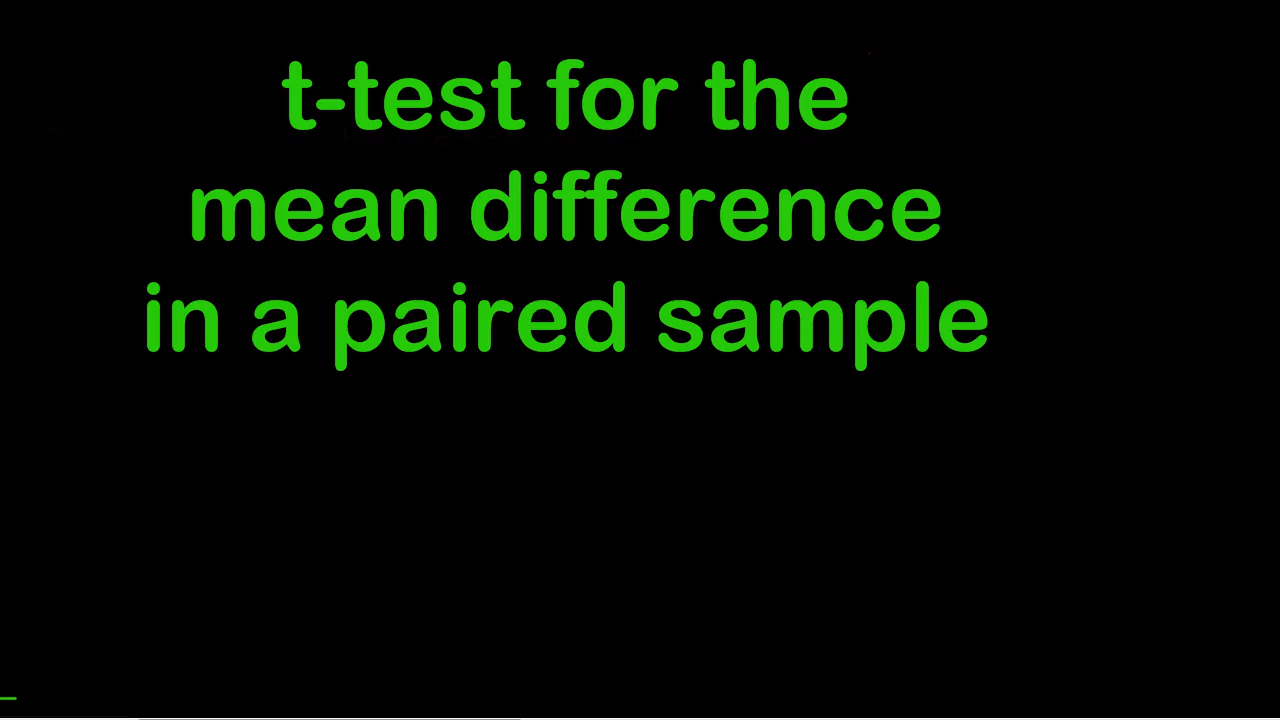 t-test for the
mean difference
in a paired sample